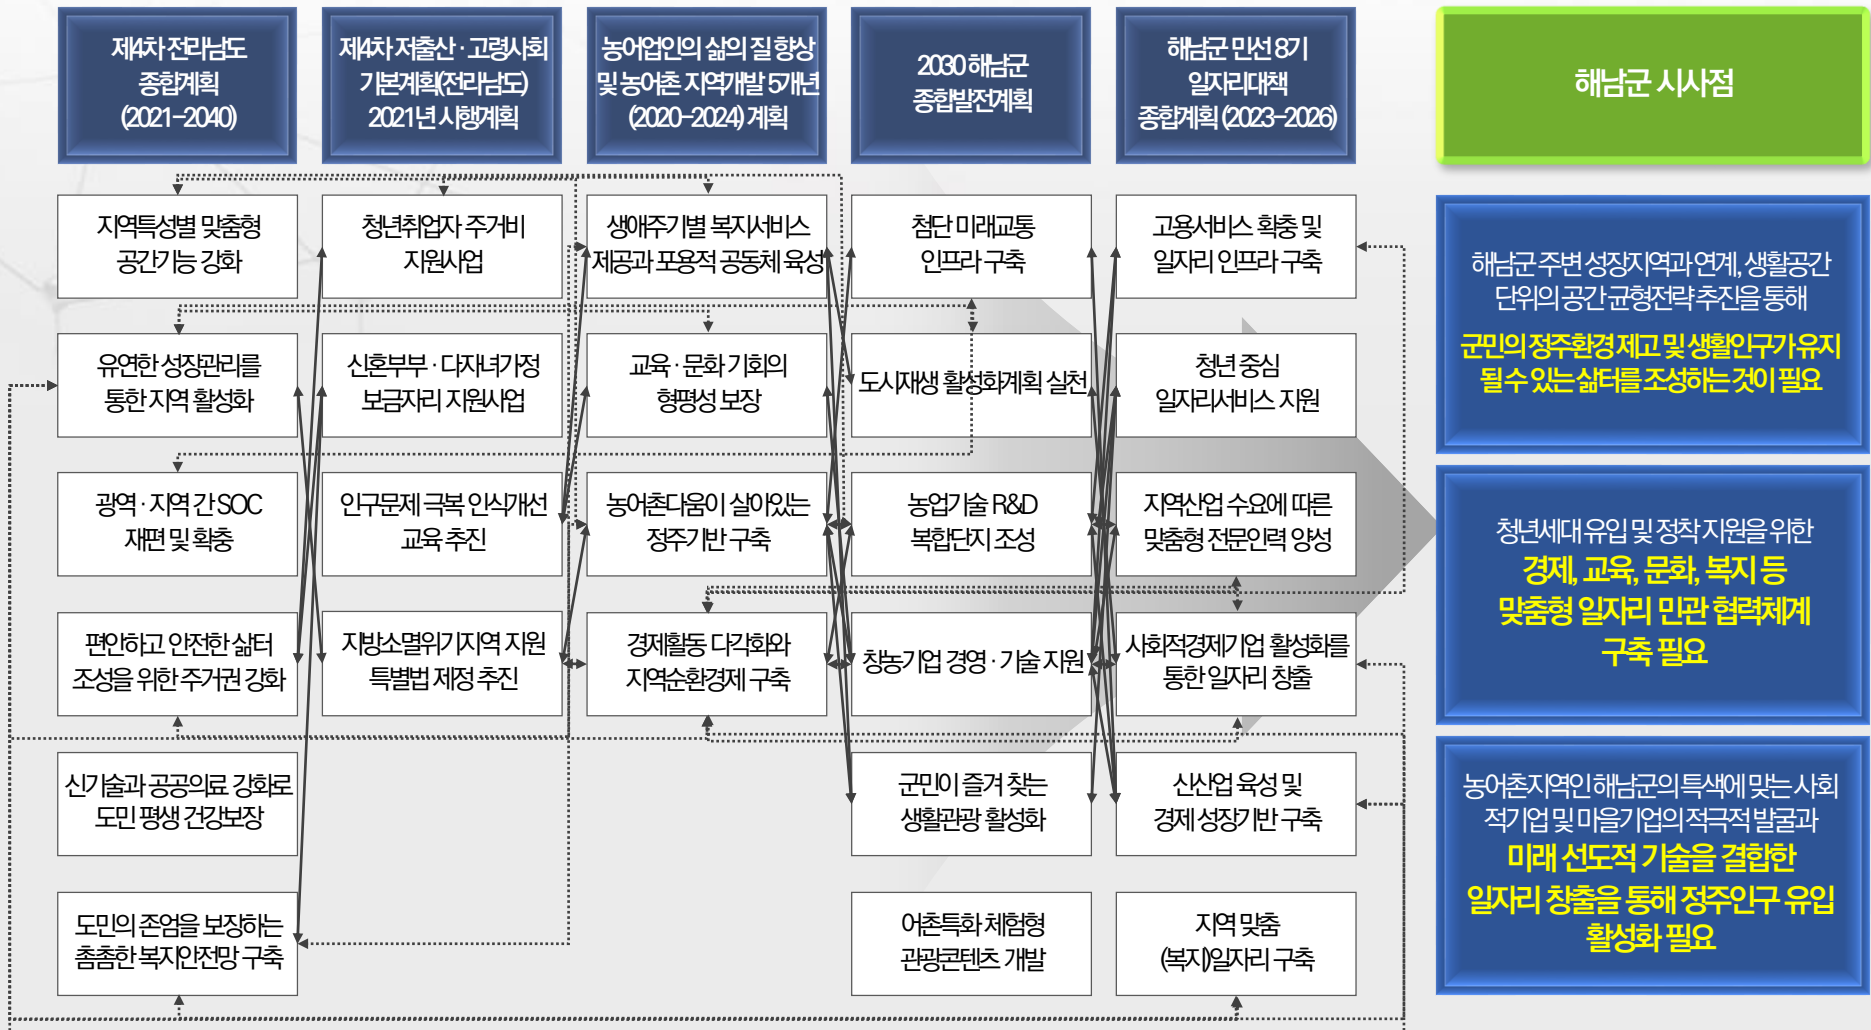 제4차 전라남도
종합계획
(2021-2040)
제4차 저출산·고령사회
기본계획(전라남도)
2021년 시행계획
농어업인의 삶의 질 향상
및 농어촌 지역개발 5개년
(2020-2024) 계획
2030 해남군
종합발전계획
해남군 민선 8기
일자리대책
종합계획 (2023-2026)
해남군 시사점
지역특성별 맞춤형
공간기능 강화
유연한 성장관리를
통한 지역 활성화
광역·지역 간 SOC
재편 및 확충
편안하고 안전한 삶터
조성을 위한 주거권 강화
신기술과 공공의료 강화로
도민 평생 건강보장
도민의 존엄을 보장하는
촘촘한 복지안전망 구축
청년취업자 주거비
지원사업
신혼부부·다자녀가정
보금자리 지원사업
인구문제 극복 인식개선
교육 추진
지방소멸위기지역 지원
특별법 제정 추진
생애주기별 복지서비스
제공과 포용적 공동체 육성
교육·문화 기회의
형평성 보장
농어촌다움이 살아있는
정주기반 구축
경제활동 다각화와
지역순환경제 구축
첨단 미래교통
인프라 구축
도시재생 활성화계획 실천
농업기술 R&D
복합단지 조성
창농기업 경영·기술 지원
군민이 즐겨 찾는
생활관광 활성화
어촌특화 체험형
관광콘텐츠 개발
고용서비스 확충 및
일자리 인프라 구축
청년 중심
일자리서비스 지원
지역산업 수요에 따른
맞춤형 전문인력 양성
사회적경제기업 활성화를
통한 일자리 창출
신산업 육성 및
경제 성장기반 구축
지역 맞춤
(복지)일자리 구축
해남군 주변 성장지역과 연계, 생활공간
단위의 공간 균형전략 추진을 통해
군민의 정주환경 제고 및 생활인구가 유지
될 수 있는 삶터를 조성하는 것이 필요
청년세대 유입 및 정착 지원을 위한
경제, 교육, 문화, 복지 등
맞춤형 일자리 민관 협력체계
구축 필요
농어촌지역인 해남군의 특색에 맞는 사회
적기업 및 마을기업의 적극적 발굴과
미래 선도적 기술을 결합한
일자리 창출을 통해 정주인구 유입
활성화 필요